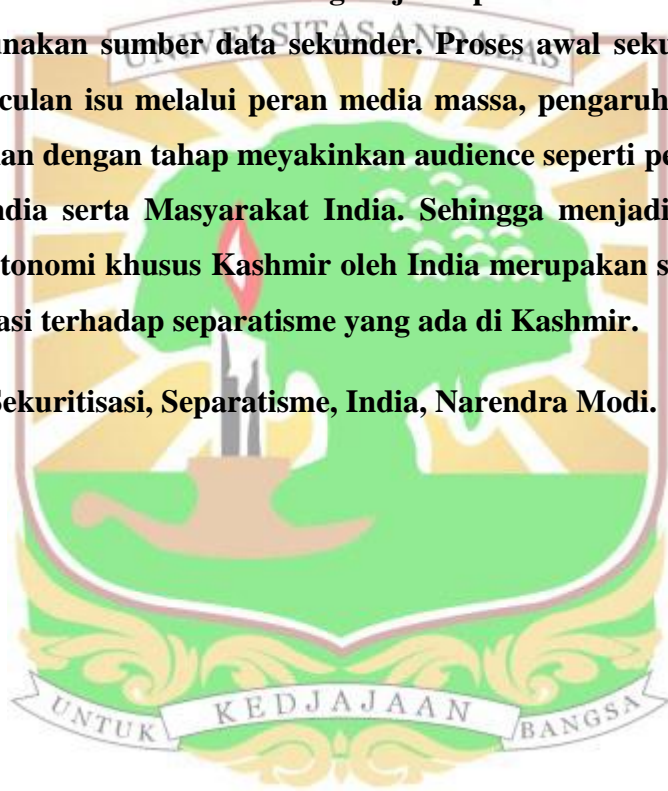 UNIVERSITAS ANDALAS
unakan sumber data sekunder. Proses awal seku
culan isu melalui peran media massa, pengaruh
an dengan tahap meyakinkan audience seperti pe
ndia serta Masyarakat India. Sehingga menjadi
tonomi khusus Kashmir oleh India merupakan s
asi terhadap separatisme yang ada di Kashmir.
Sekuritisasi, Separatisme, India, Narendra Modi.
UNTUK KEDJAJAAN BANGSA